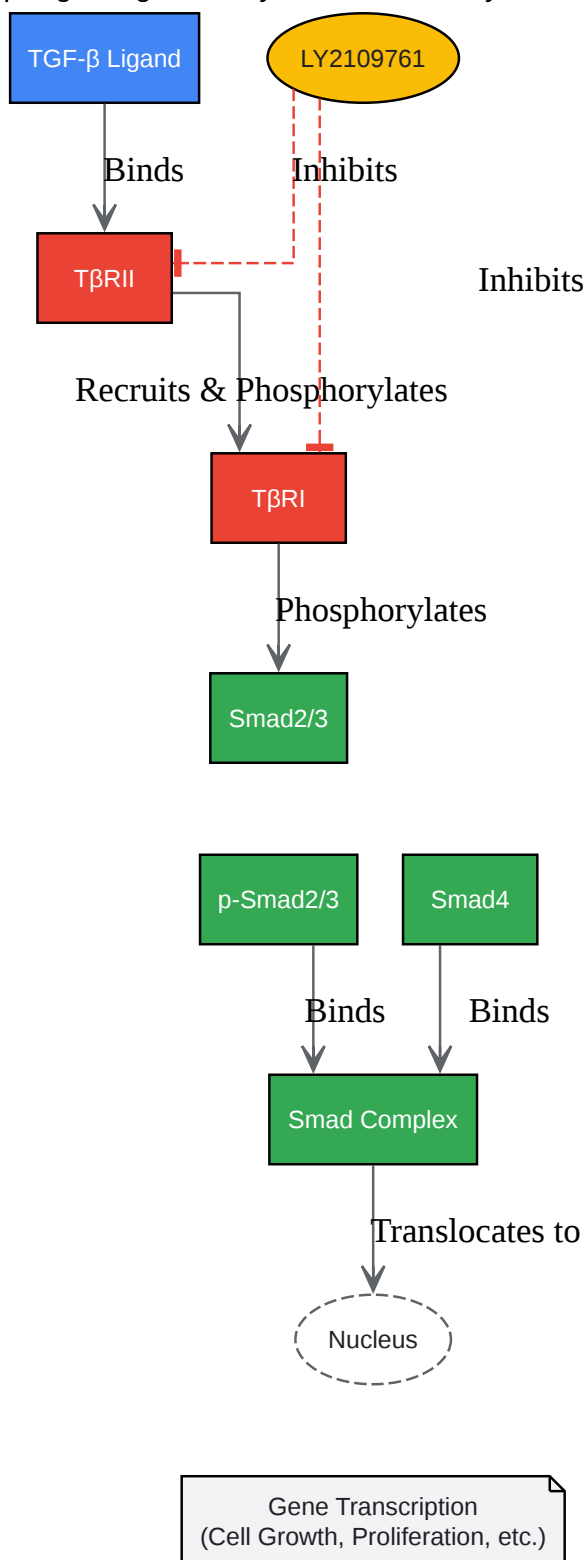 TGF-β Ligand
LY2109761
Binds
Inhibits
TβRII
Inhibits
Recruits & Phosphorylates
TβRI
Phosphorylates
Smad2/3
p-Smad2/3
Smad4
Binds
Binds
Smad Complex
Translocates to
Nucleus
Gene Transcription
(Cell Growth, Proliferation, etc.)